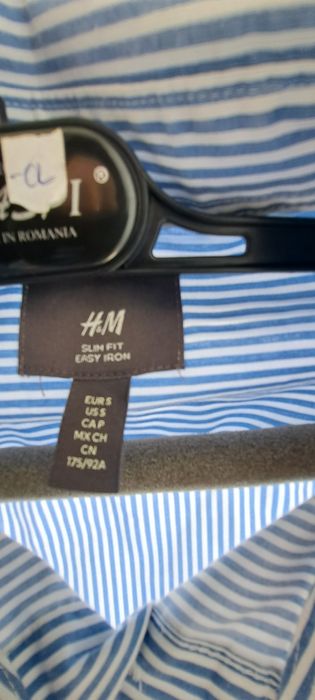 -CL
®
IN ROMANIA
H&M
SLIM FIT
EASY IRON
EUR S
US S
CA P
MX CH
CN
175/92A